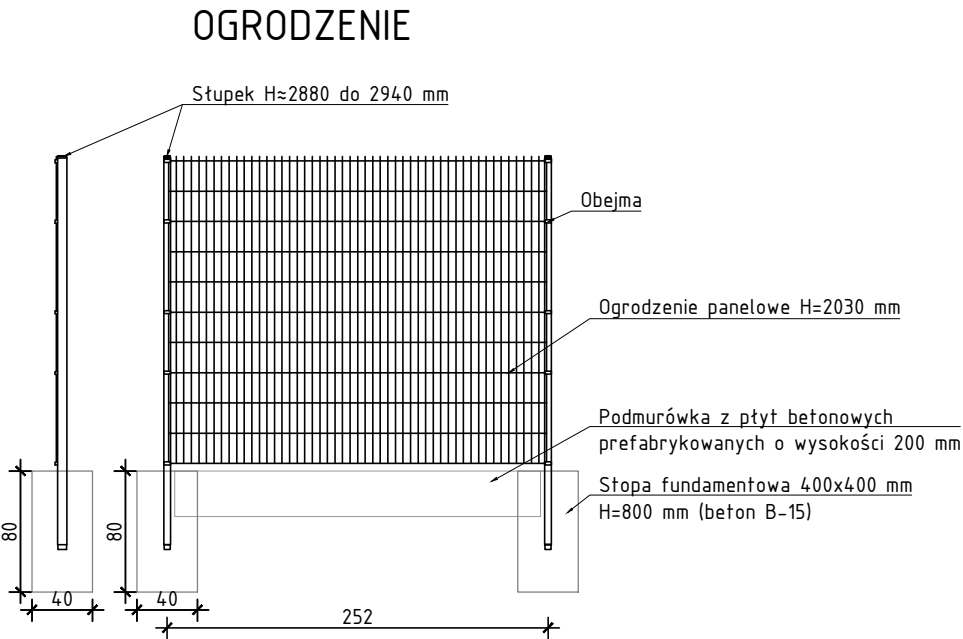 OGRODZENIE
Słupek H≈2880 do 2940 mm
Obejma
Ogrodzenie panelowe H=2030 mm
Podmurówka z płyt betonowych
prefabrykowanych o wysokości 200 mm
Stopa fundamentowa 400x400 mm
H=800 mm (beton B-15)
80
80
40
40
252